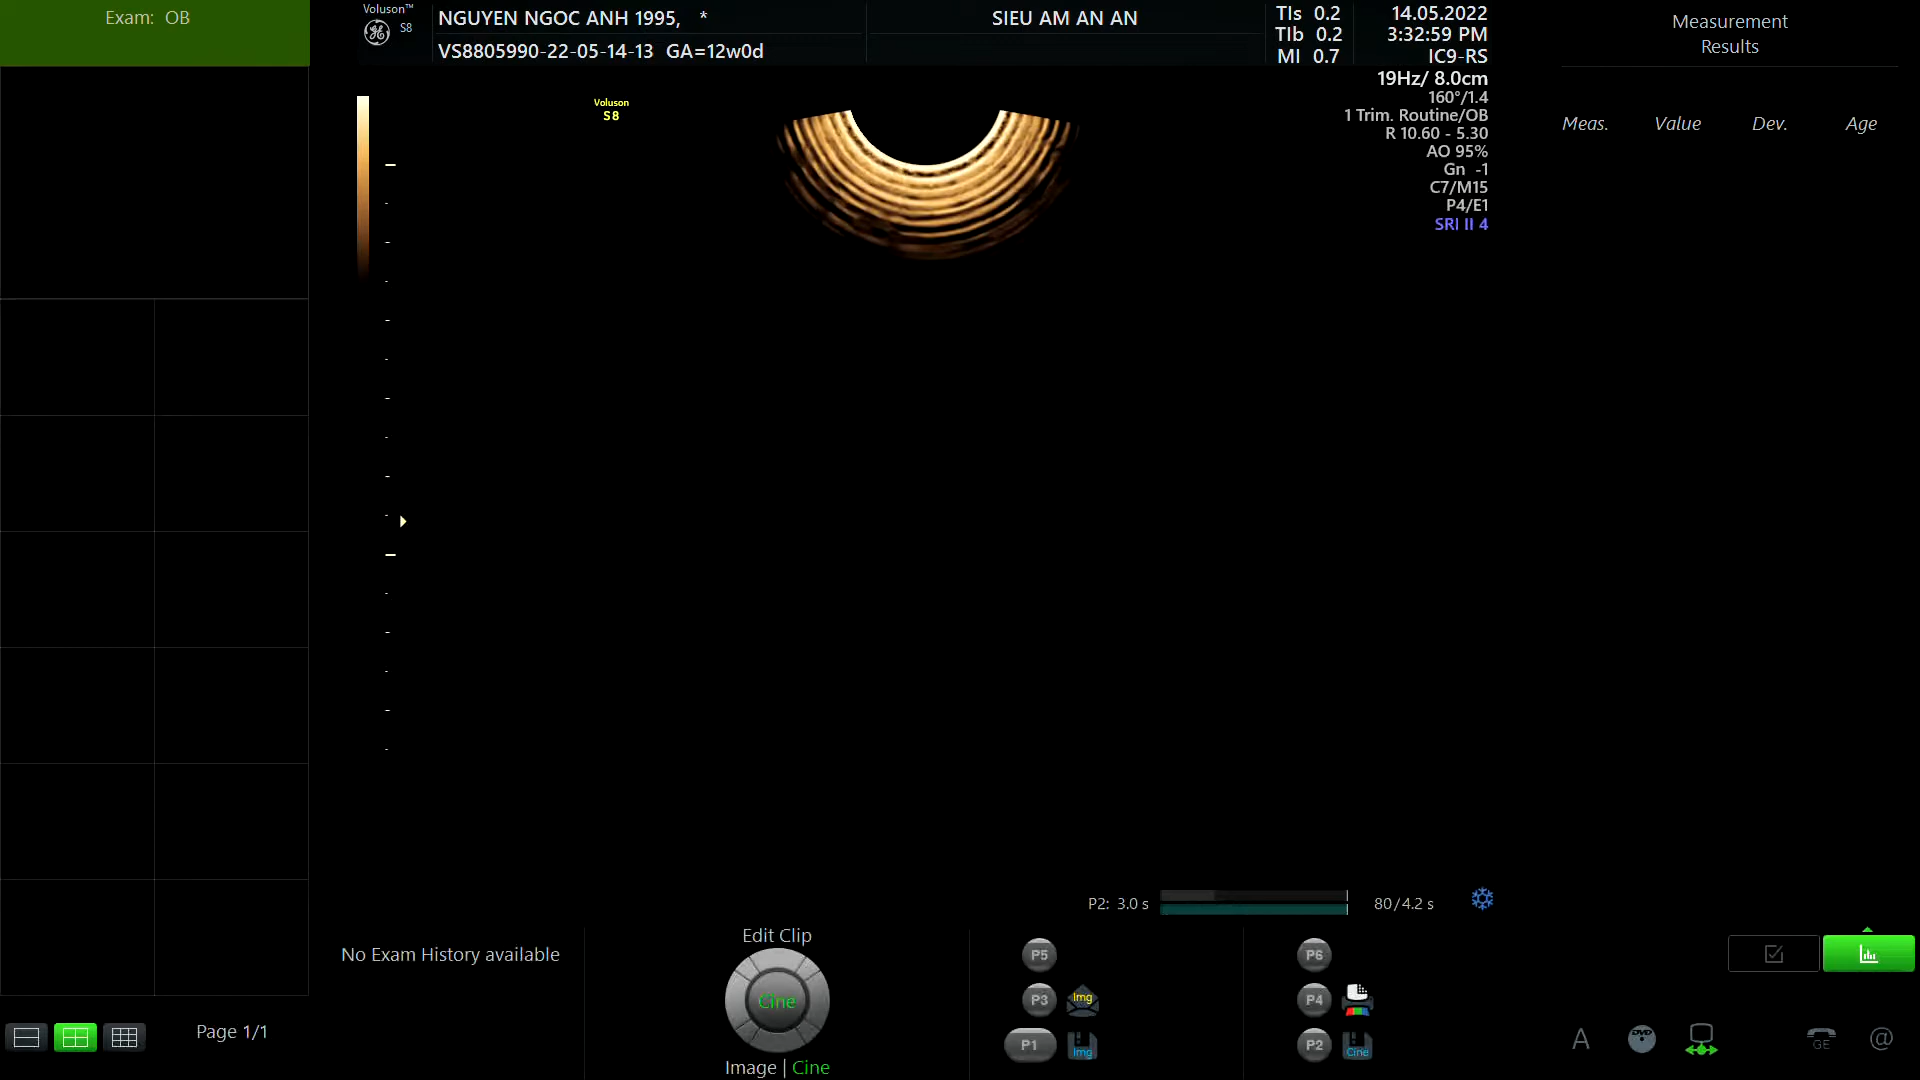 Exam: OB
Voluson™
S8
NGUYEN NGOC ANH 1995, *
VS8805990-22-05-14-13 GA=12w0d
SIEU AM AN AN
TIs 0.2
TIb 0.2
MI 0.7
14.05.2022
3:32:59 PM
IC9-RS
19Hz/ 8.0cm
160°/1.4
1 Trim. Routine/OB
R 10.60 - 5.30
AO 95%
Gn -1
C7/M15
P4/E1
SRI II 4
Voluson
S8
Measurement
Results
Meas. Value Dev. Age
P2: 3.0 s
80/4.2 s
No Exam History available
Edit Clip
Cine
Image | Cine
P5
P3 Img
P1 Img
P6
P4
P2 Cine
Page 1/1
A
DVD
GE
@